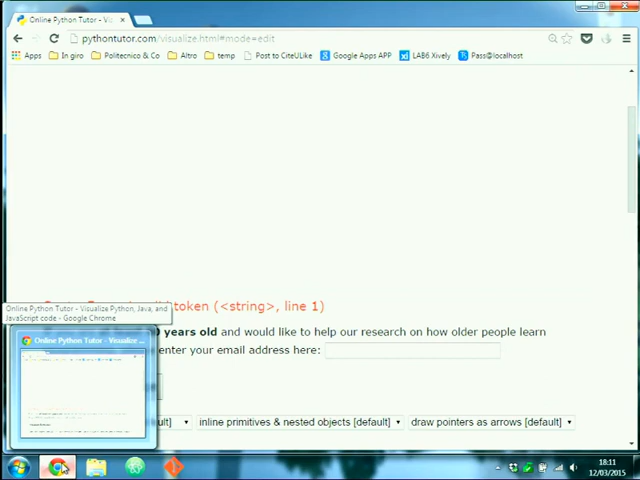 Online Python Tutor - Vis
pythontutor.com/visualize.html#mode=edit
Apps In giro Politecnico & Co Altro temp Post to CiteULike Google Apps APP LAB6.Xively Pass@localhost
token (<string>, line 1)
Online Python Tutor - Visualize Python, Java, and
JavaScript code - Google Chrome
0 years old and would like to help our research on how older people learn
Online Python Tutor - Visualize ...
enter your email address here:
inline primitives & nested objects [default] draw pointers as arrows [default]
18:11
12/03/2015